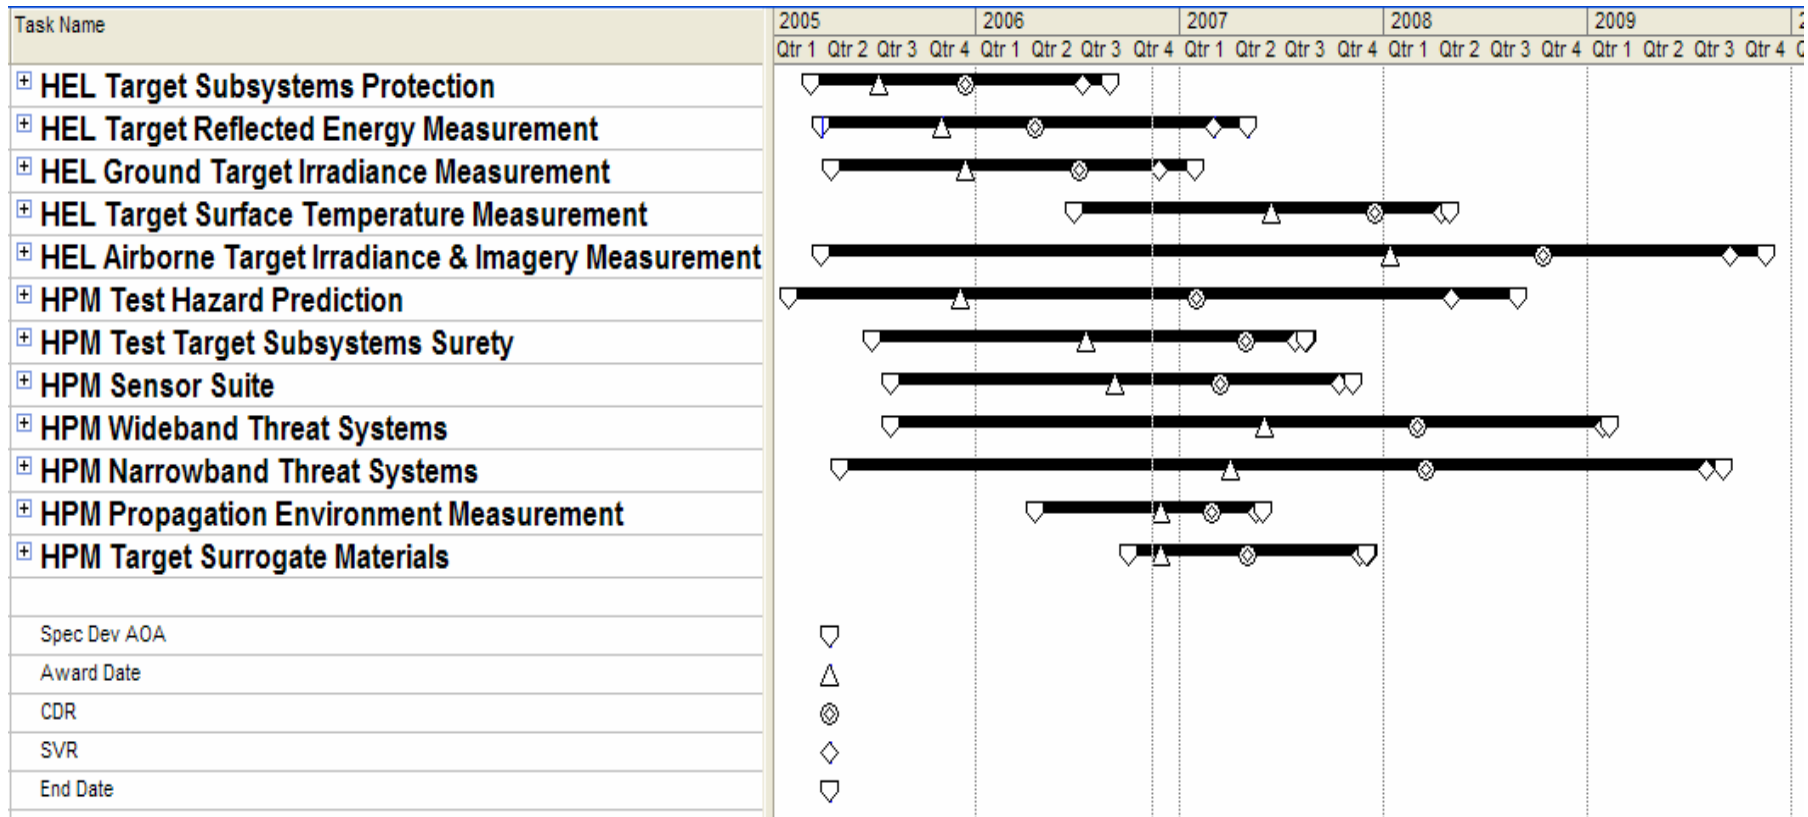 Task Name
2005 2006 2007 2008 2009 2
Qtr 1 Qtr 2 Qtr 3 Qtr 4 Qtr 1 Qtr 2 Qtr 3 Qtr 4 Qtr 1 Qtr 2 Qtr 3 Qtr 4 Qtr 1 Qtr 2 Qtr 3 Qtr 4 Qtr 1 Qtr 2 Qtr 3 Qtr 4
HEL Target Subsystems Protection
HEL Target Reflected Energy Measurement
HEL Ground Target Irradiance Measurement
HEL Target Surface Temperature Measurement
HEL Airborne Target Irradiance & Imagery Measurement
HPM Test Hazard Prediction
HPM Test Target Subsystems Surety
HPM Sensor Suite
HPM Wideband Threat Systems
HPM Narrowband Threat Systems
HPM Propagation Environment Measurement
HPM Target Surrogate Materials
Spec Dev AOA
Award Date
CDR
SVR
End Date